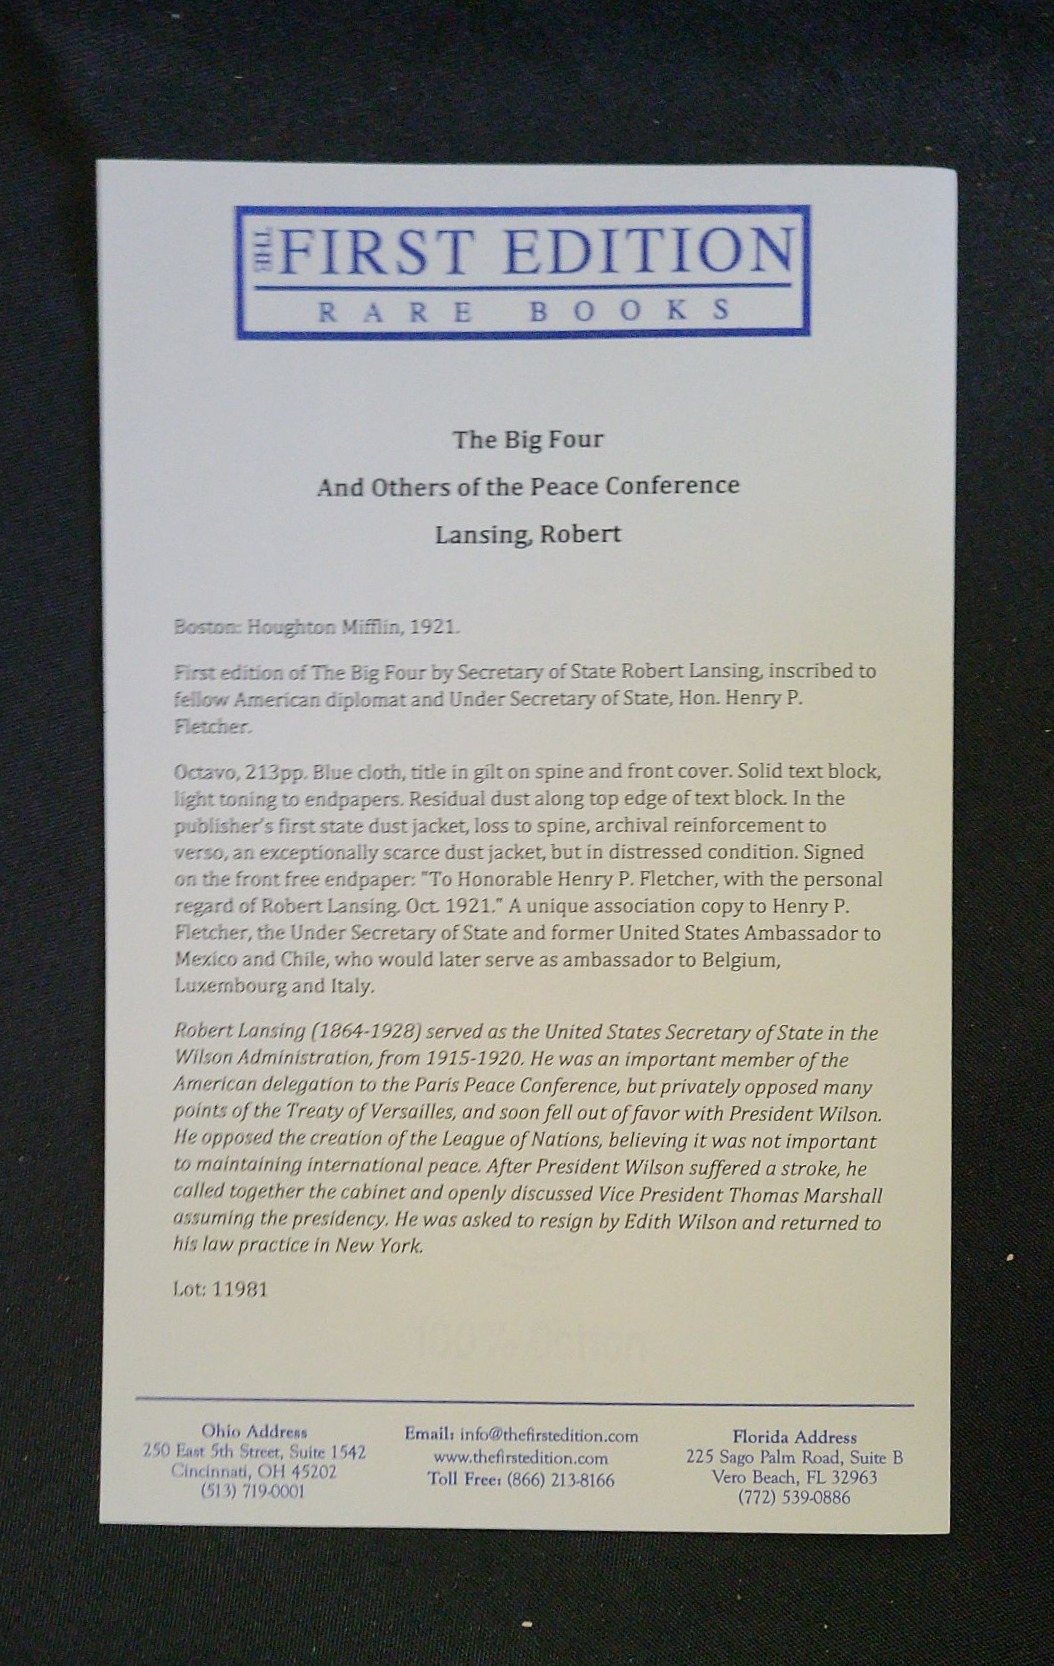 THE FIRST EDITION
RARE BOOKS
The Big Four
And Others of the Peace Conference
Lansing, Robert
Boston: Houghton Mifflin, 1921.
First edition of The Big Four by Secretary of State Robert Lansing, inscribed to
fellow American diplomat and Under Secretary of State, Hon. Henry P.
Fletcher.
Octavo, 213pp. Blue cloth, title in gilt on spine and front cover. Solid text block,
light toning to endpapers. Residual dust along top edge of text block. In the
publisher's first state dust jacket, loss to spine, archival reinforcement to
verso, an exceptionally scarce dust jacket, but in distressed condition. Signed
on the front free endpaper: "To Honorable Henry P. Fletcher, with the personal
regard of Robert Lansing. Oct. 1921." A unique association copy to Henry P.
Fletcher, the Under Secretary of State and former United States Ambassador to
Mexico and Chile, who would later serve as ambassador to Belgium,
Luxembourg and Italy.
Robert Lansing (1864-1928) served as the United States Secretary of State in the
Wilson Administration, from 1915-1920. He was an important member of the
American delegation to the Paris Peace Conference, but privately opposed many
points of the Treaty of Versailles, and soon fell out of favor with President Wilson.
He opposed the creation of the League of Nations, believing it was not important
to maintaining international peace. After President Wilson suffered a stroke, he
called together the cabinet and openly discussed Vice President Thomas Marshall
assuming the presidency. He was asked to resign by Edith Wilson and returned to
his law practice in New York.
Lot: 11981
Ohio Address
250 East 5th Street, Suite 1542
Cincinnati, OH 45202
(513) 719-0001
Email: info@thefirstedition.com
www.thefirstedition.com
Toll Free: (866) 213-8166
Florida Address
225 Sago Palm Road, Suite B
Vero Beach, FL 32963
(772) 539-0886